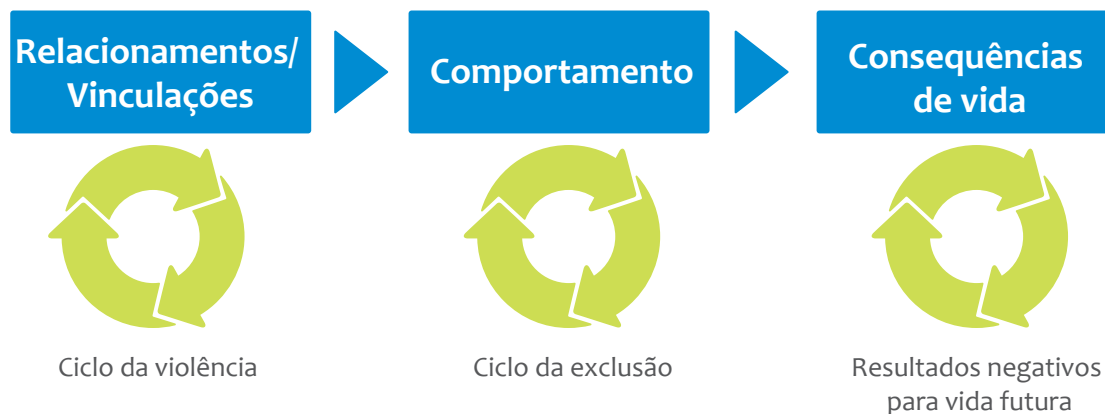 Relacionamentos/
Vinculações
Comportamento
Consequências
de vida
Ciclo da violência
Ciclo da exclusão
Resultados negativos
para vida futura